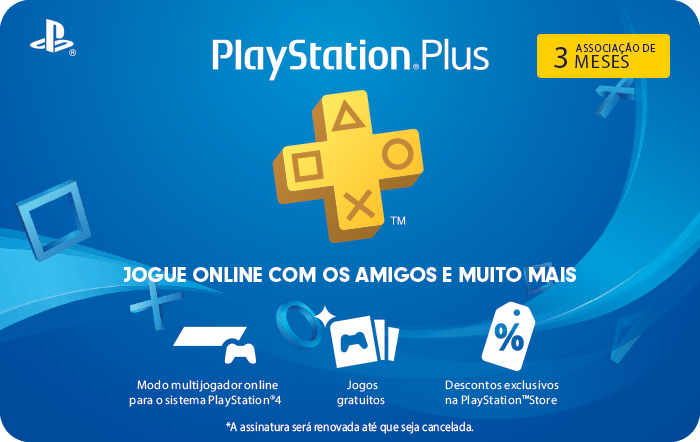 PlayStation®Plus
3 ASSOCIAÇÃO DE
MESES
TM
JOGUE ONLINE COM OS AMIGOS E MUITO MAIS
%
Modo multijogador online
para o sistema PlayStation®4
Jogos
gratuitos
Descontos exclusivos
na PlayStation™Store
*A assinatura será renovada até que seja cancelada.